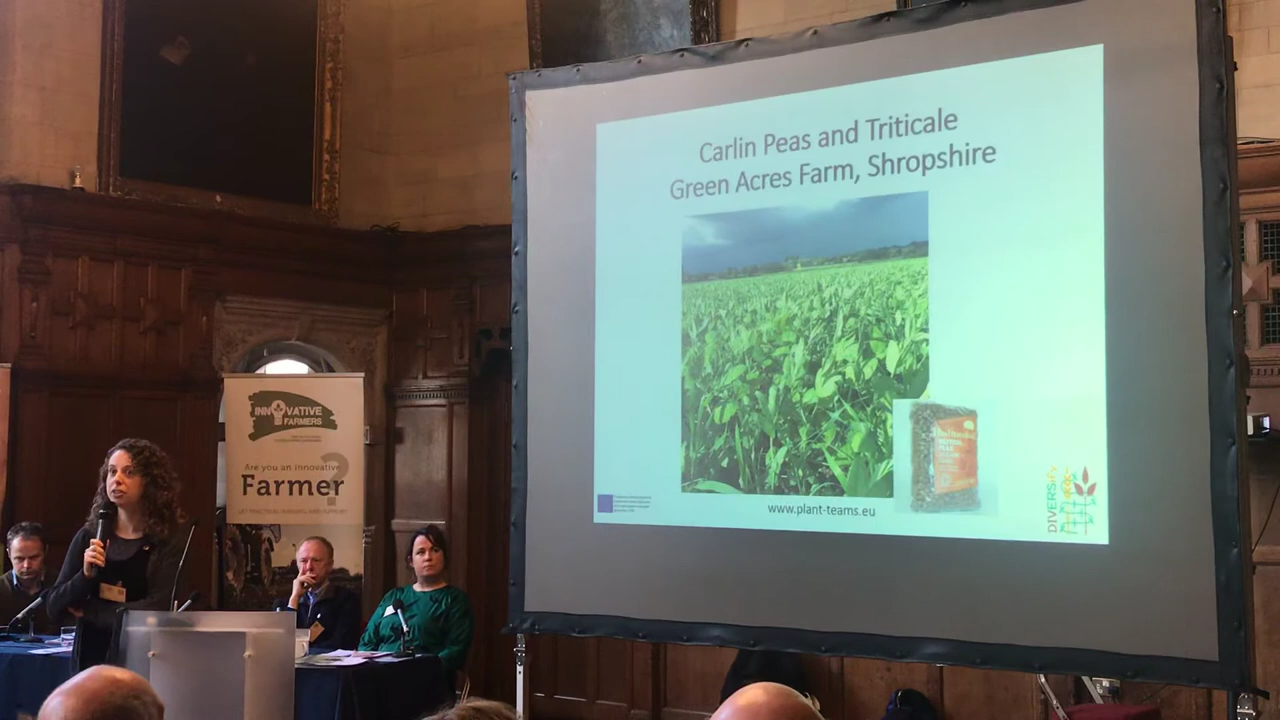 Carlin Peas and Triticale
Green Acres Farm, Shropshire
www.plant-teams.eu
DIVERSify
INNOVATIVE
FARMERS
Are you an innovative
Farmer
?